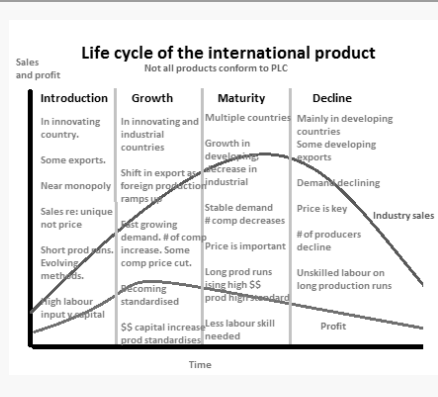 Life cycle of the international product
Not all products conform to PLC
Sales
and profit
Introduction
In innovating
country.
Some exports.
Near monopoly
Sales re: unique
not price
Short prod runs.
Evolving
methods.
High labour
input v capital
Growth
In innovating and
industrial
countries
Shift in export as
foreign production
ramps up
Fast growing
demand. # of comp
increase. Some
comp price cut.
Becoming
standardised
$$ capital increase
prod standardises
Maturity
Multiple countries
Growth in
developing,
decrease in
industrial
Stable demand
# comp decreases
Price is important
Long prod runs
using high $$
prod high standard
Less labour skill
needed
Decline
Mainly in developing
countries
Some developing
exports
Demand declining
Price is key
# of producers
decline
Unskilled labour on
long production runs
Industry sales
Profit
Time